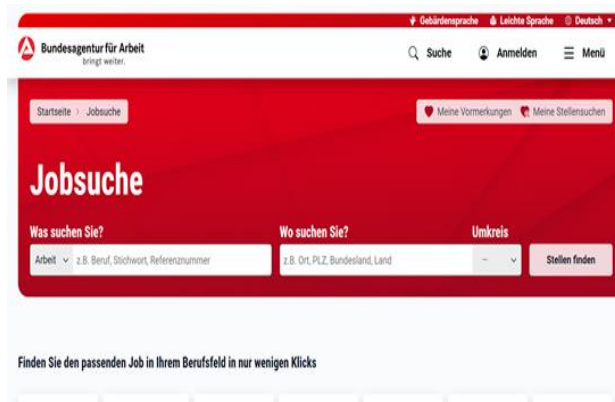 Gebärdensprache Leichte Sprache Deutsch
Bundesagentur für Arbeit
bringt weiter.
Suche Anmelden Menü
Startseite Jobsuche
Meine Vormerkungen Meine Stellensuchen
Jobsuche
Was suchen Sie? Wo suchen Sie? Umkreis
Arbeit z.B. Beruf, Stichwort, Referenznummer z.B. Ort, PLZ, Bundesland, Land -- Stellen finden
Finden Sie den passenden Job in Ihrem Berufsfeld in nur wenigen Klicks